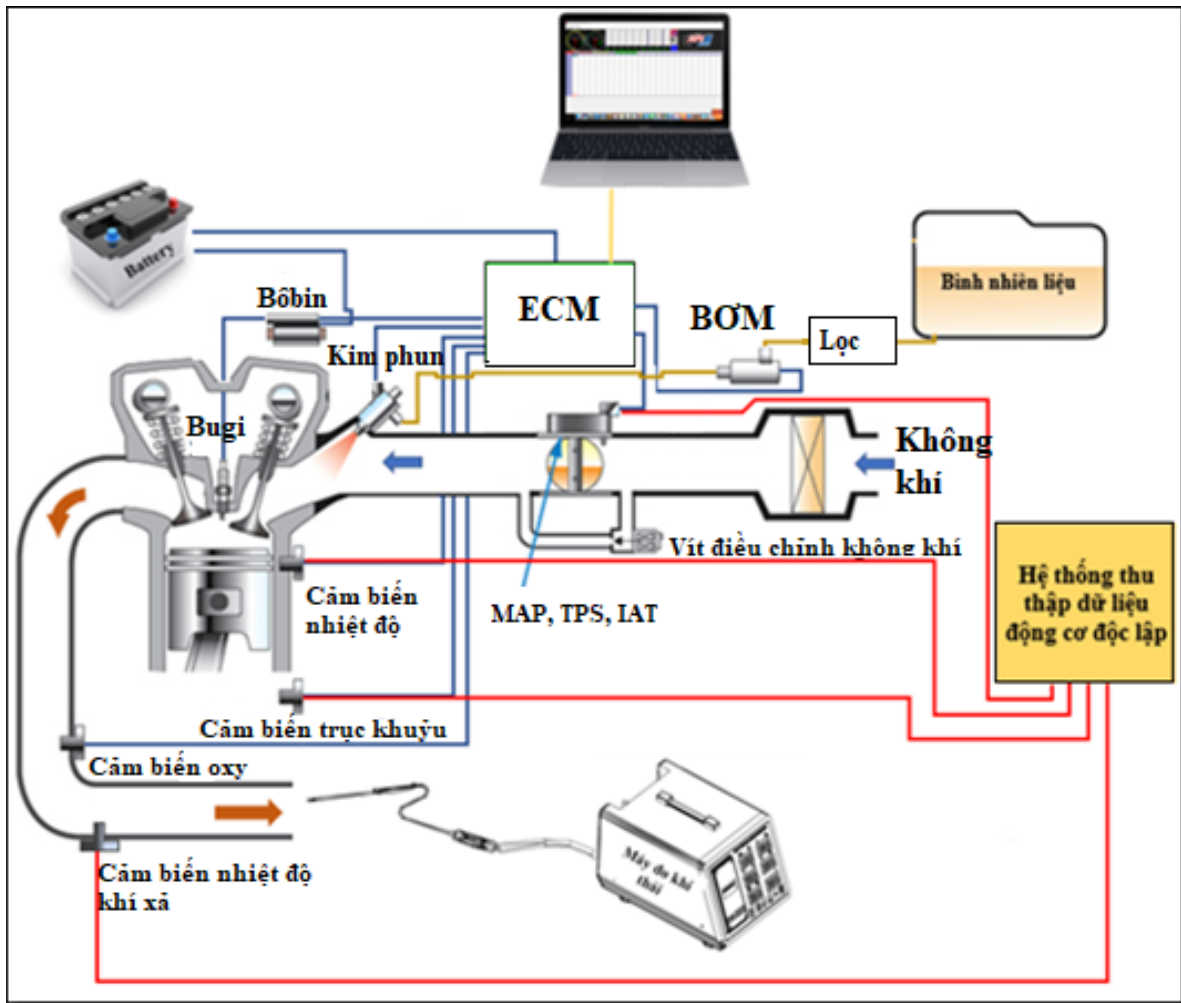 Battery
Bôbin
ECM
BƠM
Bình nhiên liệu
Lọc
Kim phun
Bugi
Không
khí
Vít điều chỉnh không khí
Cảm biến
nhiệt độ
MAP, TPS, IAT
Hệ thống thu
thập dữ liệu
động cơ độc lập
Cảm biến trục khuỷu
Cảm biến oxy
Cảm biến nhiệt độ
khí xả
Máy đo khí
thải